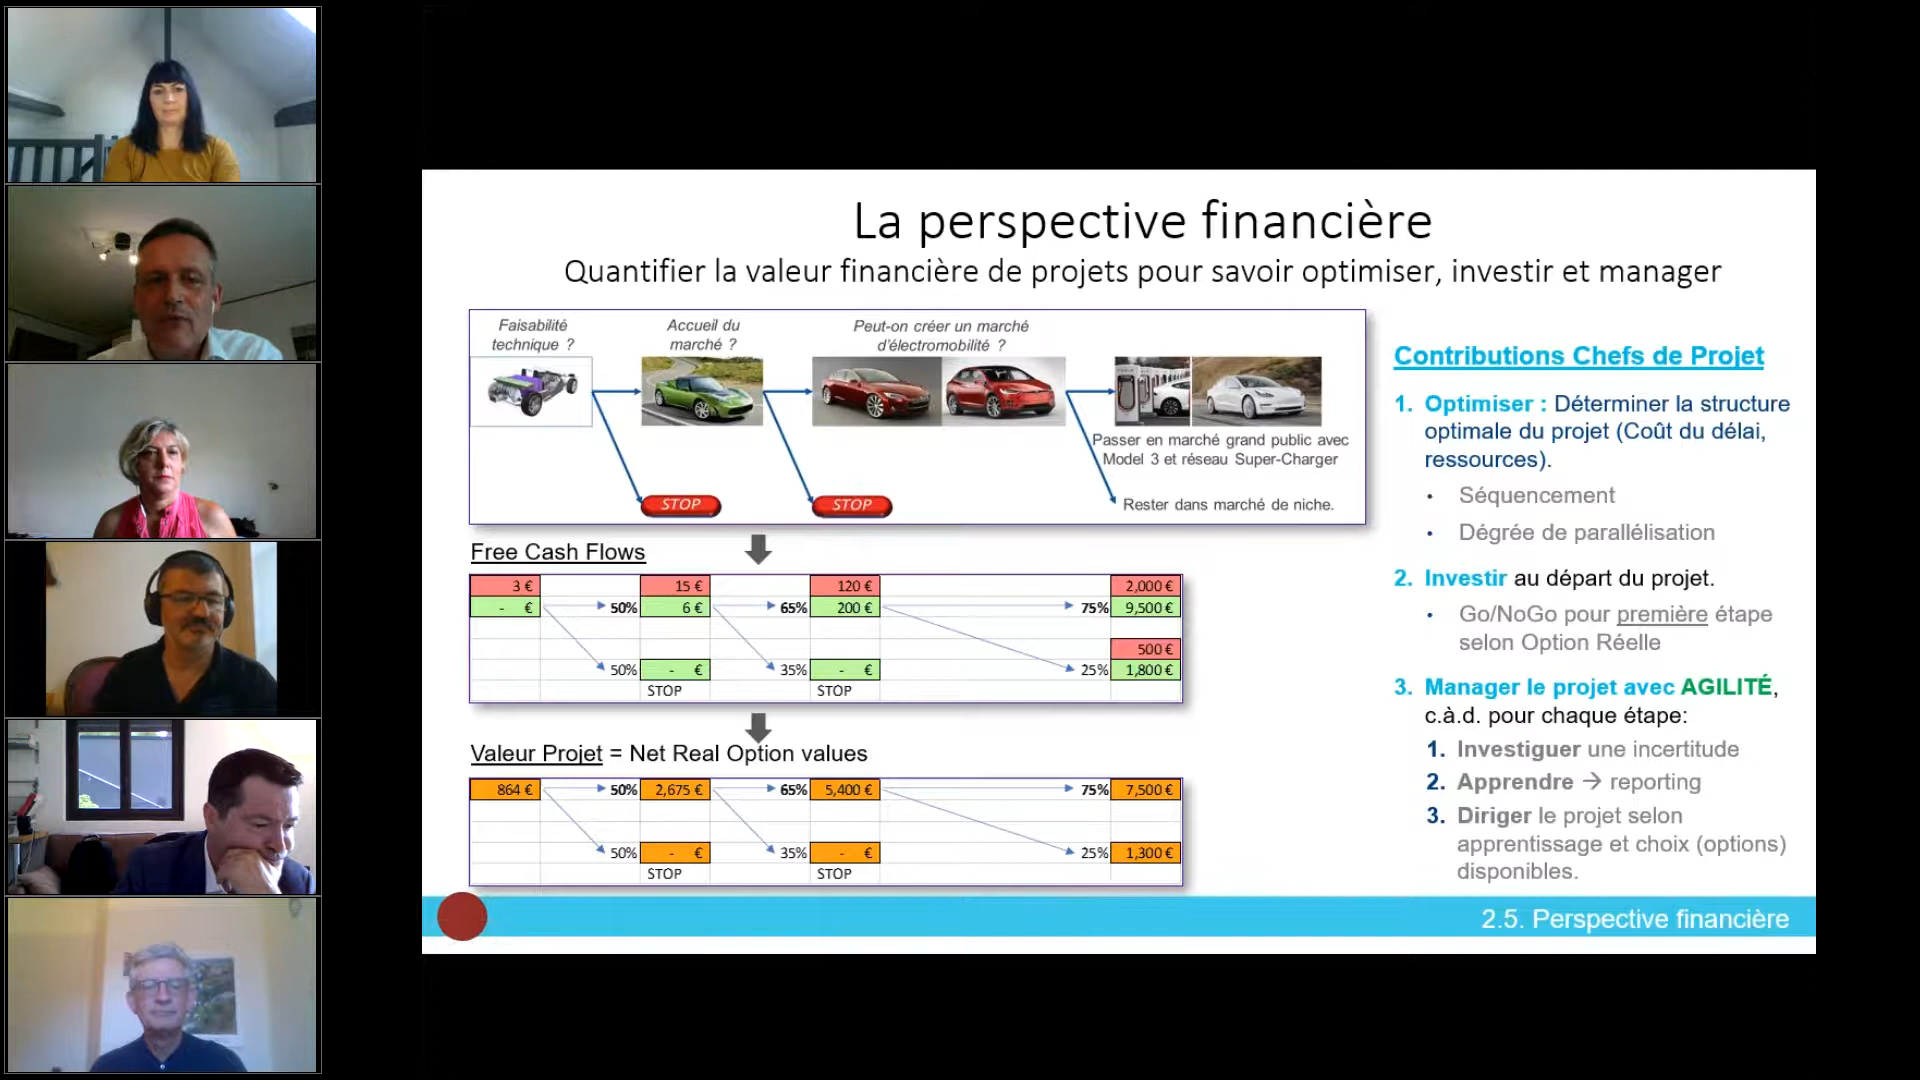 La perspective financière
Quantifier la valeur financière de projets pour savoir optimiser, investir et manager
Faisabilité
technique ?
Accueil du
marché ?
Peut-on créer un marché
d'électromobilité ?
Passer en marché grand public avec
Model 3 et réseau Super-Charger
STOP
STOP
Rester dans marché de niche.
Free Cash Flows
3 € 15 € 120 € 2,000 €
- € 50% 6 € 65% 200 € 75% 9,500 €
500 €
50% - € 35% - € 25% 1,800 €
STOP STOP
Valeur Projet = Net Real Option values
864 € 50% 2,675 € 65% 5,400 € 75% 7,500 €
50% - € 35% - € 25% 1,300 €
STOP STOP
Contributions Chefs de Projet
1. Optimiser : Déterminer la structure
optimale du projet (Coût du délai,
ressources).
• Séquencement
• Dégrée de parallélisation
2. Investir au départ du projet.
• Go/NoGo pour première étape
selon Option Réelle
3. Manager le projet avec AGILITÉ,
c.à.d. pour chaque étape:
1. Investiguer une incertitude
2. Apprendre → reporting
3. Diriger le projet selon
apprentissage et choix (options)
disponibles.
2.5. Perspective financière